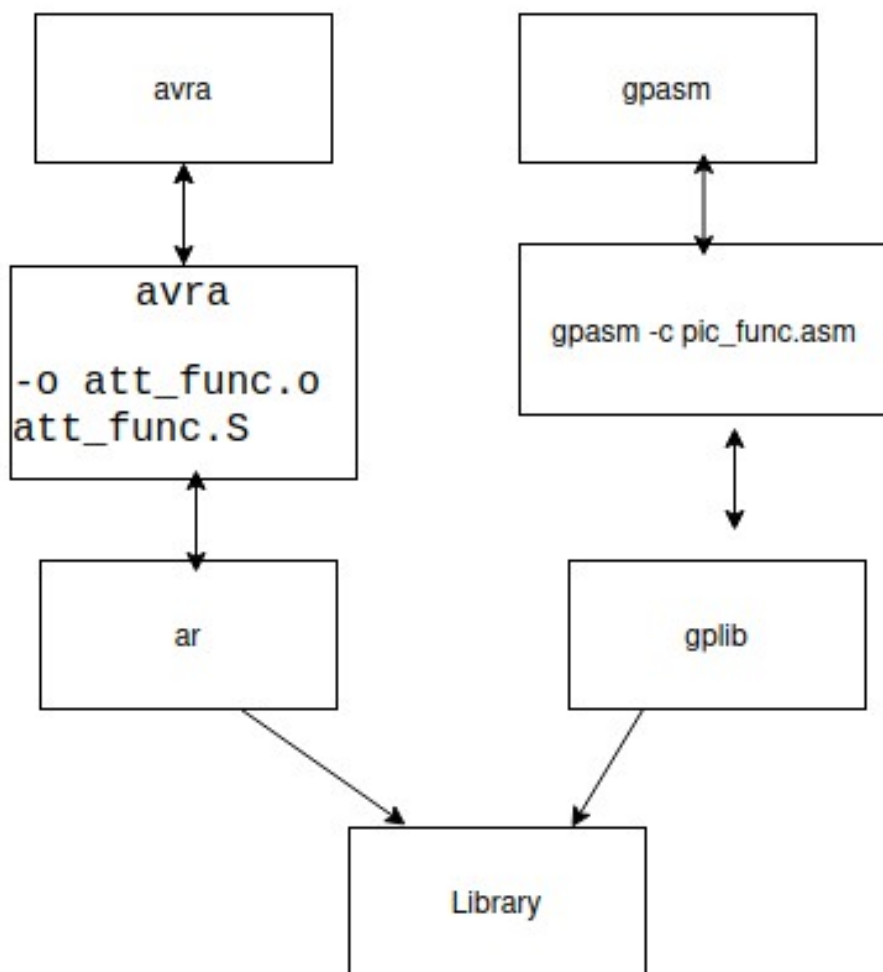 avra
gpasm
avra
-o att_func.o
att_func.S
gpasm -c pic_func.asm
ar
gplib
Library